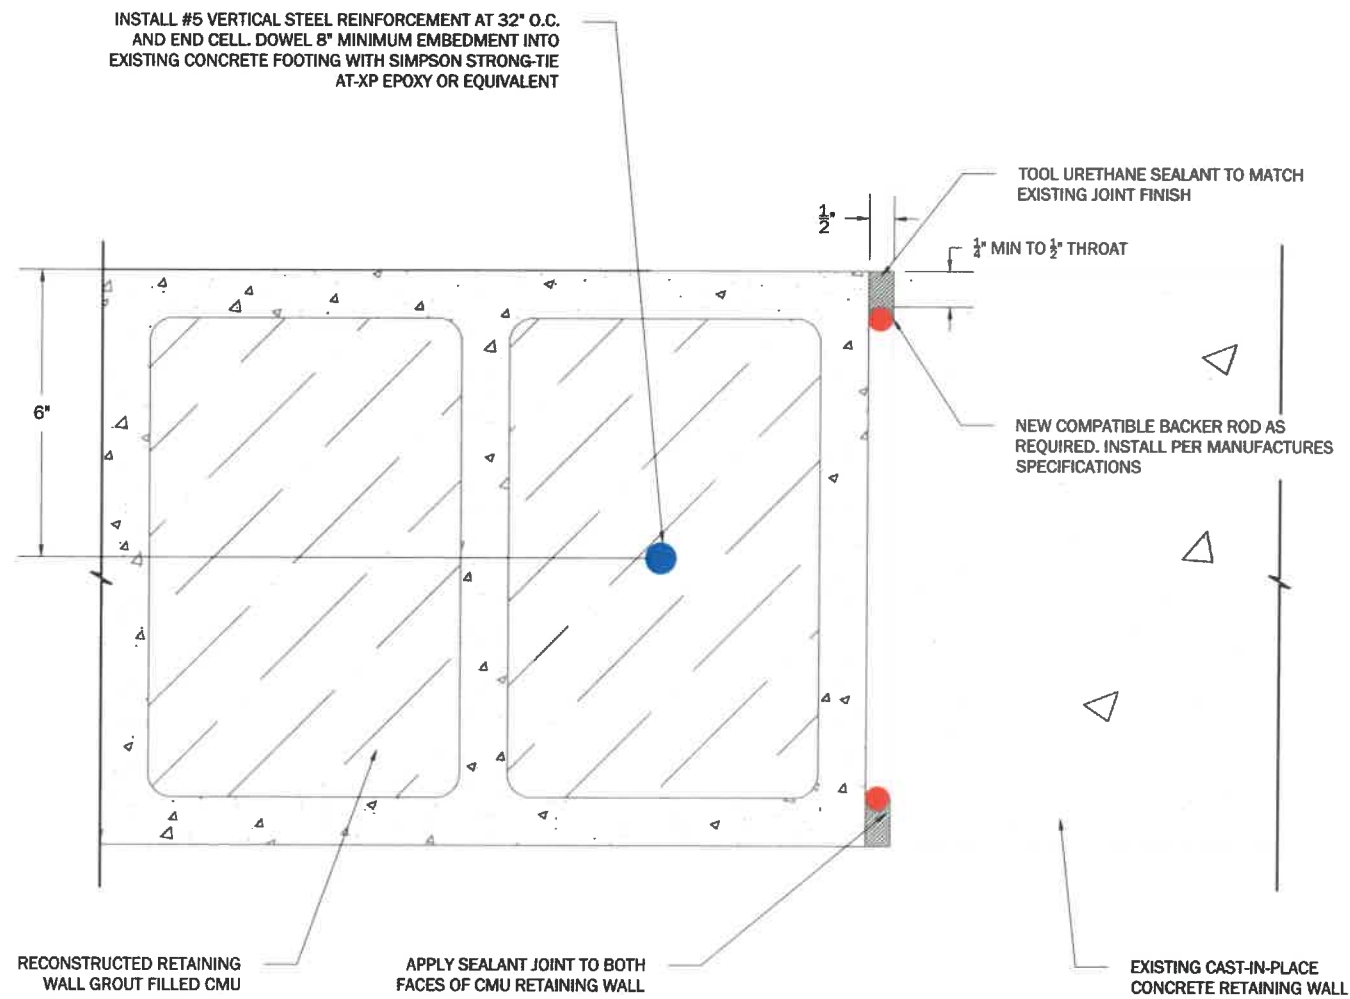 INSTALL #5 VERTICAL STEEL REINFORCEMENT AT 32" O.C.
AND END CELL. DOWEL 8" MINIMUM EMBEDMENT INTO
EXISTING CONCRETE FOOTING WITH SIMPSON STRONG-TIE
AT-XP EPOXY OR EQUIVALENT
TOOL URETHANE SEALANT TO MATCH
EXISTING JOINT FINISH
1/2"
1/4" MIN TO 1/2" THROAT
6"
NEW COMPATIBLE BACKER ROD AS
REQUIRED. INSTALL PER MANUFACTURES
SPECIFICATIONS
RECONSTRUCTED RETAINING
WALL GROUT FILLED CMU
APPLY SEALANT JOINT TO BOTH
FACES OF CMU RETAINING WALL
EXISTING CAST-IN-PLACE
CONCRETE RETAINING WALL